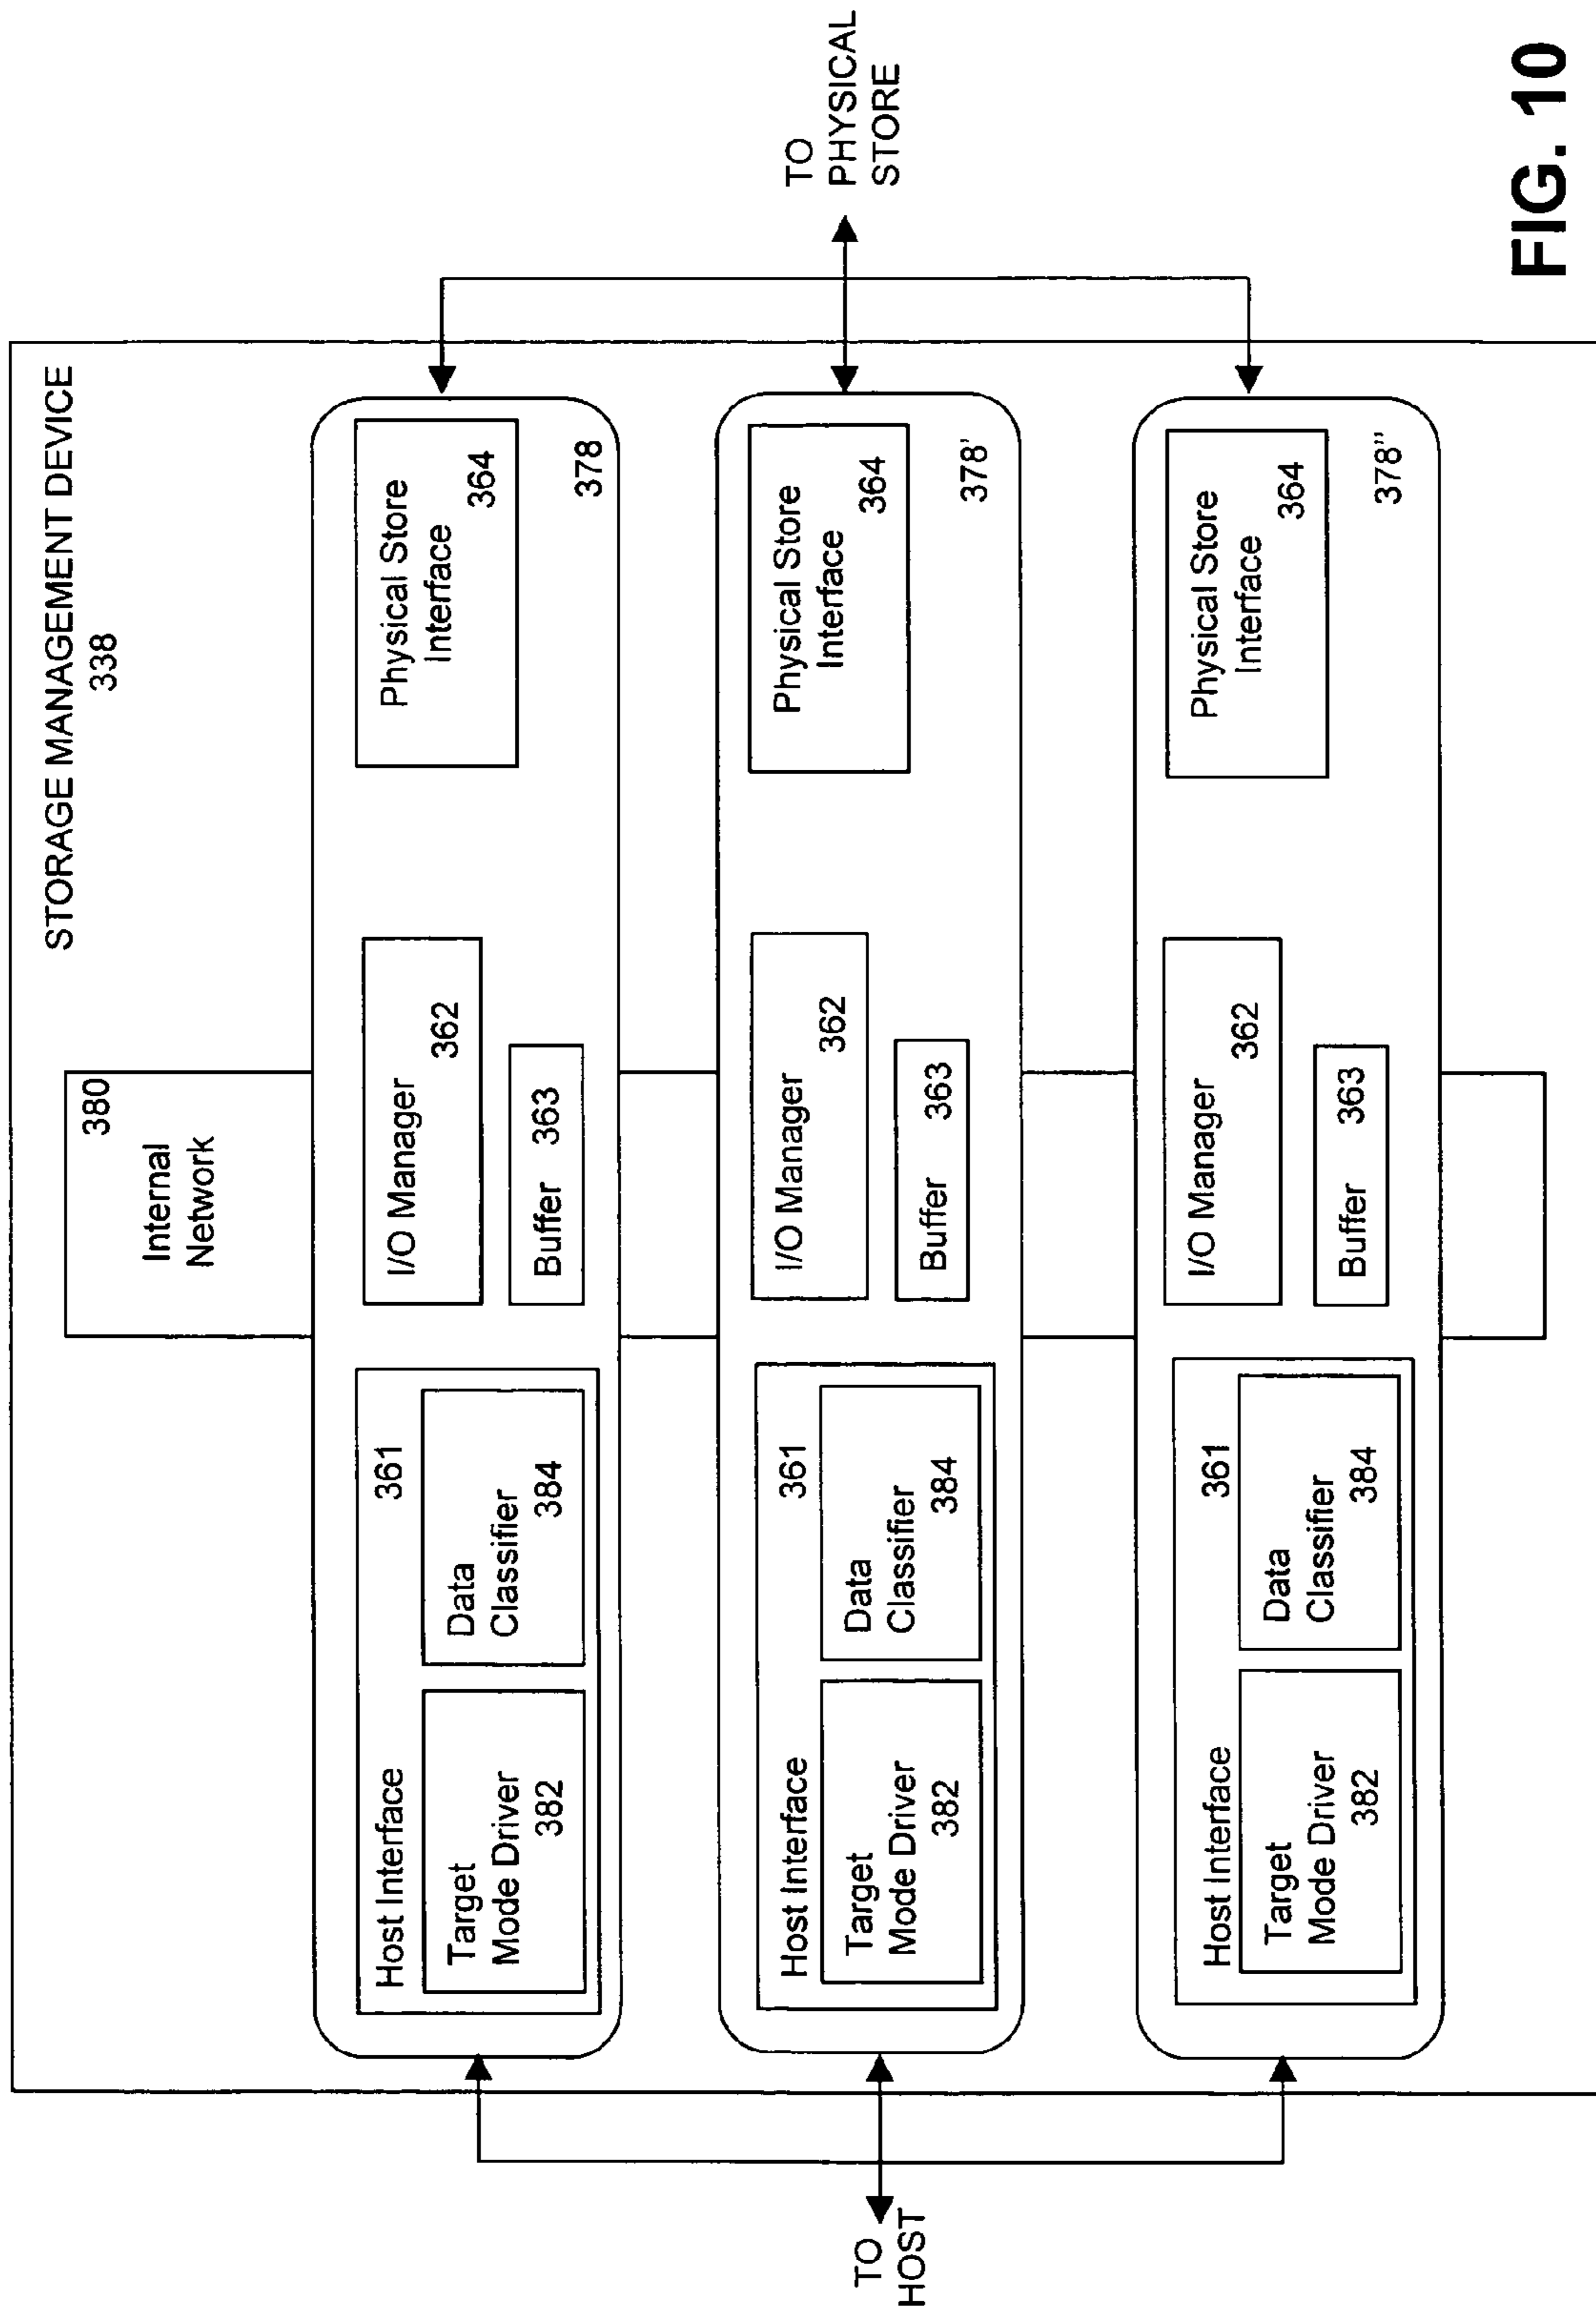 STORAGE MANAGEMENT DEVICE
338
380
Internal
Network
Host Interface
361
Target
Mode Driver
382
Data
Classifier
384
I/O Manager
362
Buffer 363
Physical Store
Interface
364
378
Host Interface
361
Target
Mode Driver
382
Data
Classifier
384
I/O Manager
362
Buffer 363
Physical Store
Interface
364
378'
Host Interface
361
Target
Mode Driver
382
Data
Classifier
384
I/O Manager
362
Buffer 363
Physical Store
Interface
364
378"
TO
HOST
TO
PHYSICAL
STORE
FIG. 10